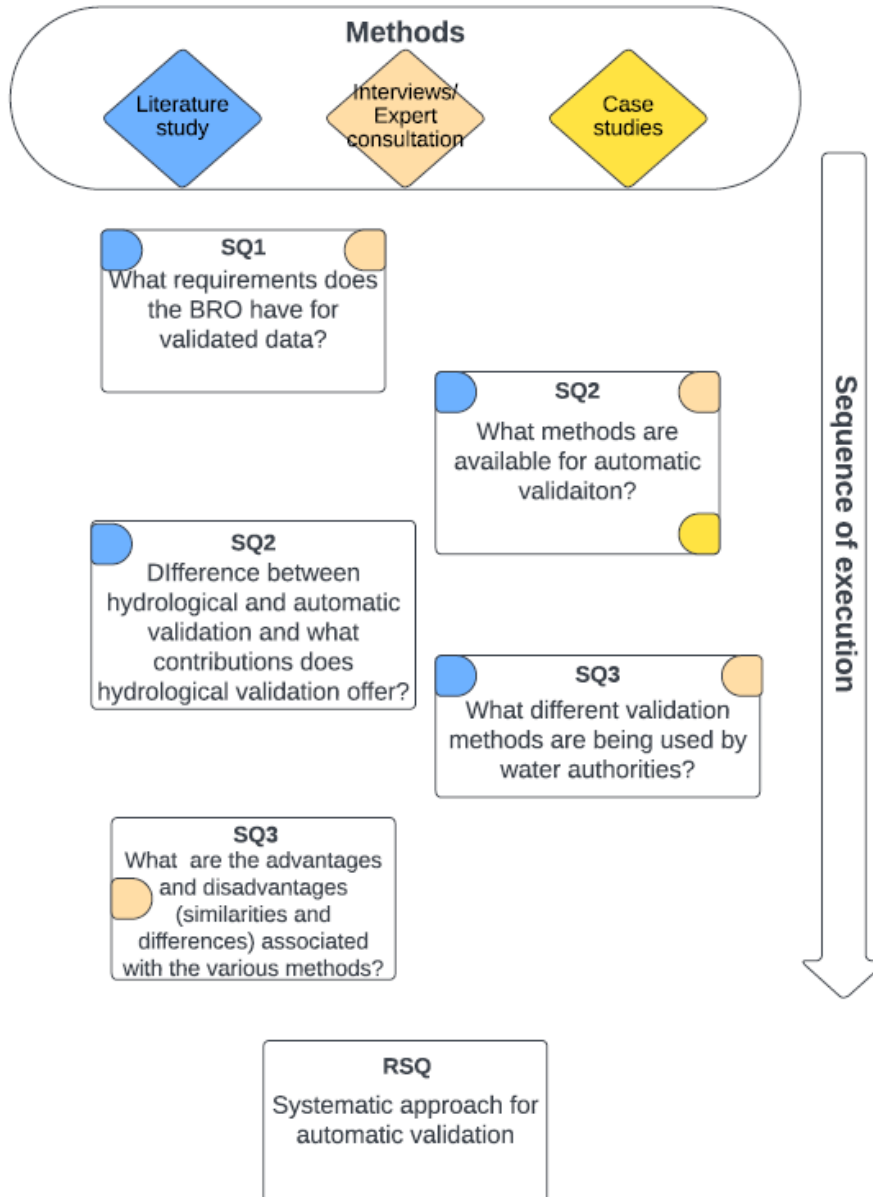 Methods
Literature
study
Interviews/
Expert
consultation
Case
studies
SQ1
What requirements does
the BRO have for
validated data?
SQ2
What methods are
available for automatic
validaiton?
SQ2
DIfference between
hydrological and automatic
validation and what
contributions does
hydrological validation offer?
SQ3
What different validation
methods are being used by
water authorities?
SQ3
What are the advantages
and disadvantages
(similarities and
differences) associated
with the various methods?
RSQ
Systematic approach for
automatic validation
Sequence of execution